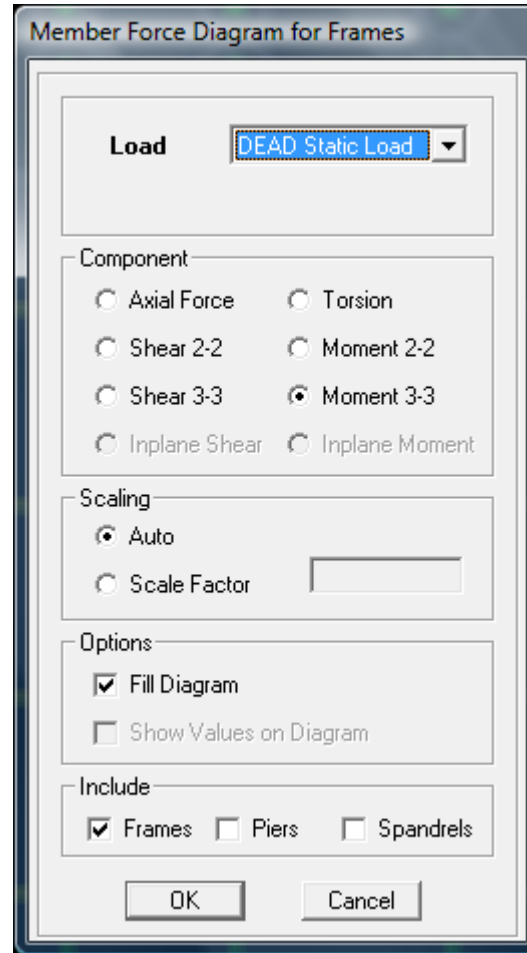 Member Force Diagram for Frames
Load DEAD Static Load
Component
Axial Force Torsion
Shear 2-2 Moment 2-2
Shear 3-3 Moment 3-3
Inplane Shear Inplane Moment
Scaling
Auto
Scale Factor
Options
Fill Diagram
Show Values on Diagram
Include
Frames Piers Spandrels
OK Cancel